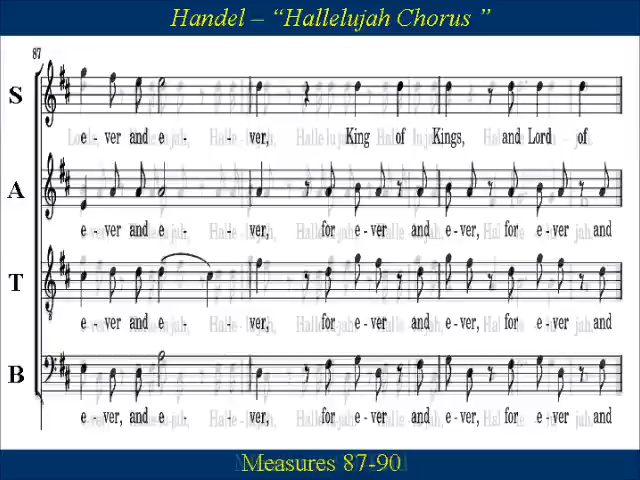 Handel – “Hallelujah Chorus ”
87
S
e - ver and e - - ver, King of Kings, and Lord of
A
e - ver and e - - ver, for e - ver and e - ver, for e - ver and
T
e - ver and e - - ver, for e - ver and e - ver, for e - ver and
B
e - ver, and e - - ver, for e - ver and e - ver, for e - ver and
Measures 87-90